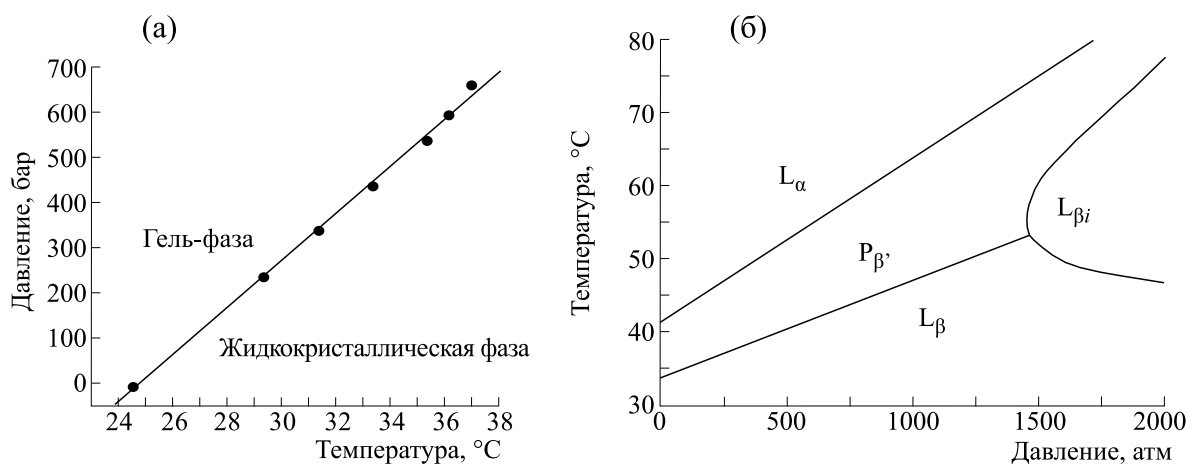 (а)
Давление, бар
700
600
500
400
300
200
100
0
Гель-фаза
Жидкокристаллическая фаза
24 26 28 30 32 34 36 38
Температура, °C
(б)
Температура, °C
80
70
60
50
40
30
Lα
Pβ’
Lβ
Lβi
0 500 1000 1500 2000
Давление, атм